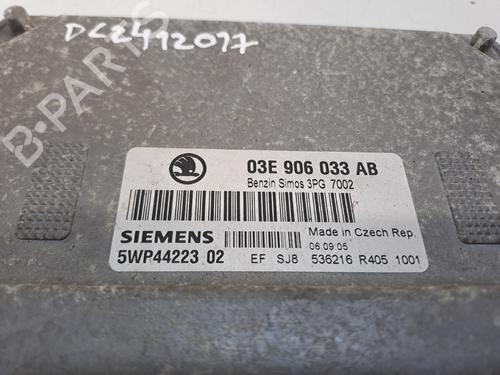 DCZ412017
B-PARTS
03E 906 033 AB
Benzin Simos 3PG 7002
SIEMENS
Made in Czech Rep.
06.09.05
5WP44223 02 EF SJ8 536216 R405 1001